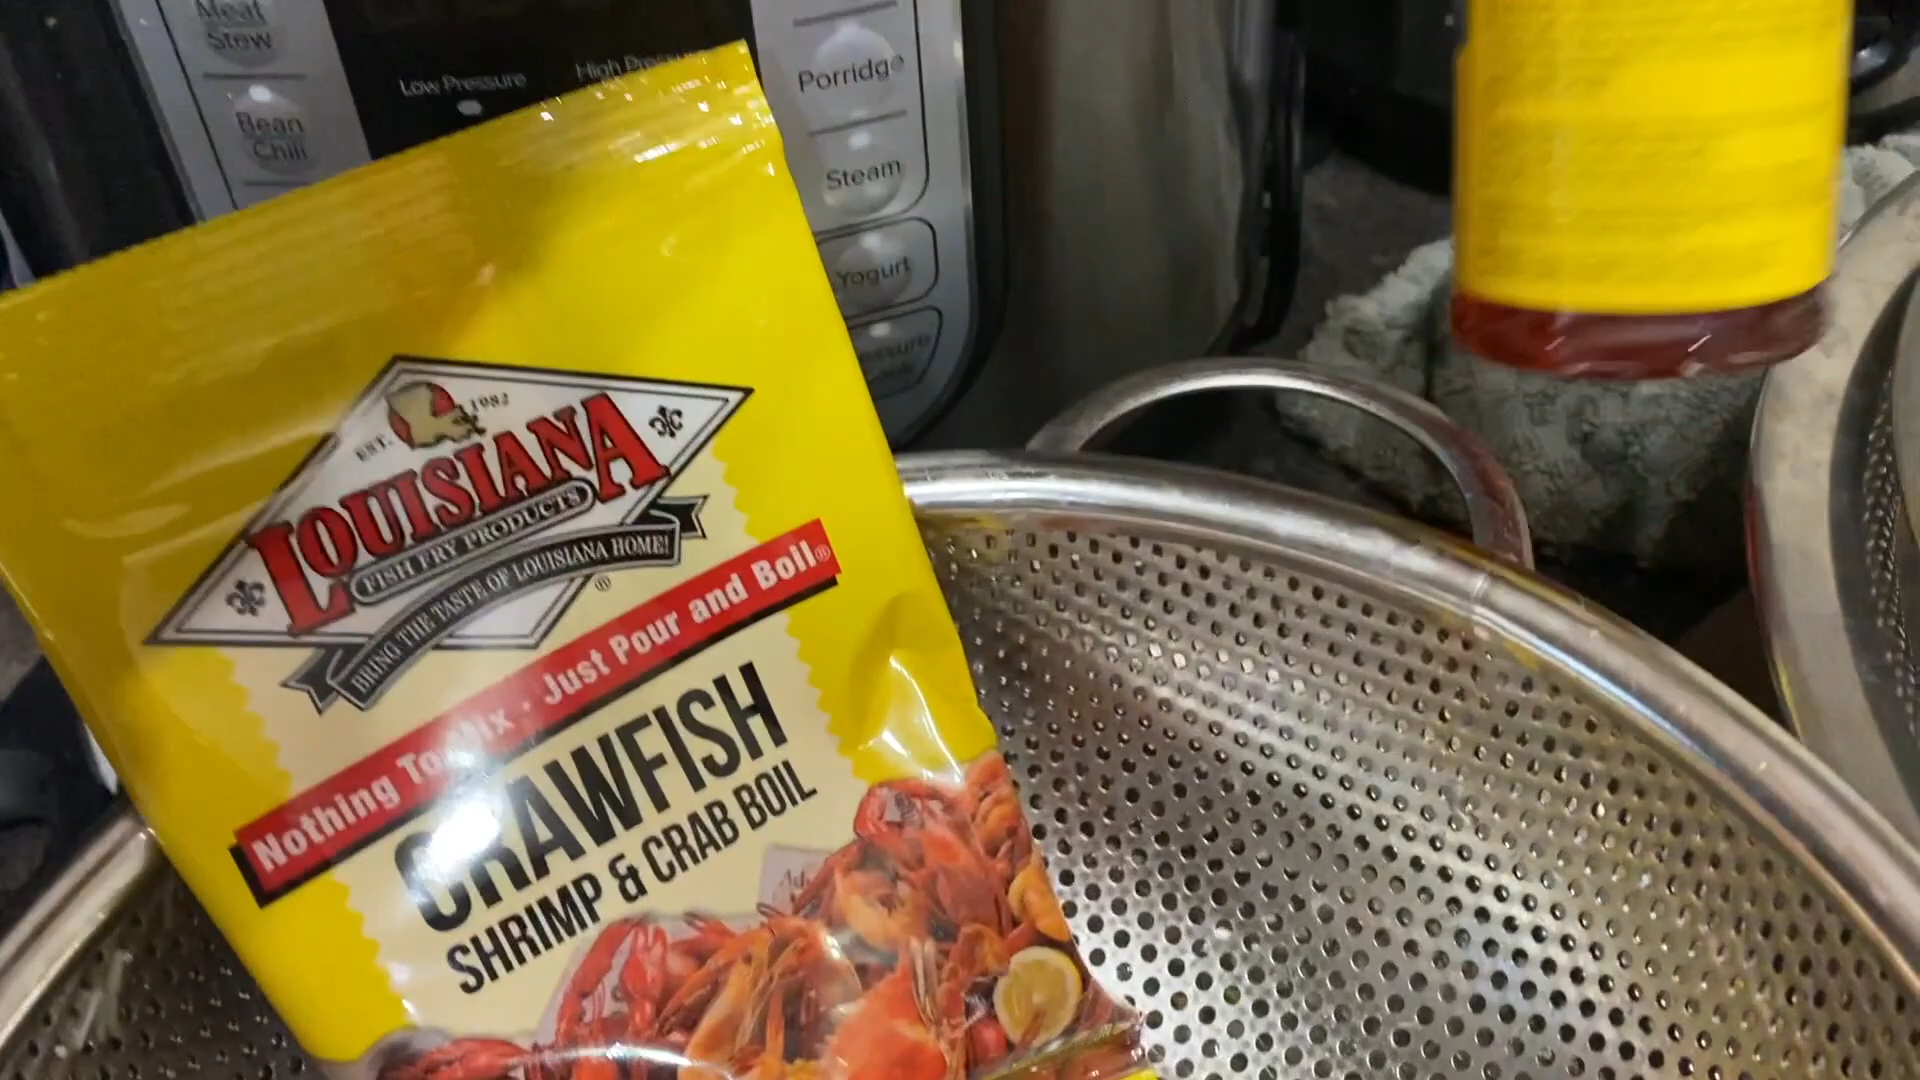 Meat
Stew
Bean
Chili
Low Pressure
High Pressure
Porridge
Steam
Yogurt
EST. 1982
LOUISIANA
FISH FRY PRODUCTS
BRING THE TASTE OF LOUISIANA HOME!
®
Nothing To Mix · Just Pour and Boil®
CRAWFISH
SHRIMP & CRAB BOIL